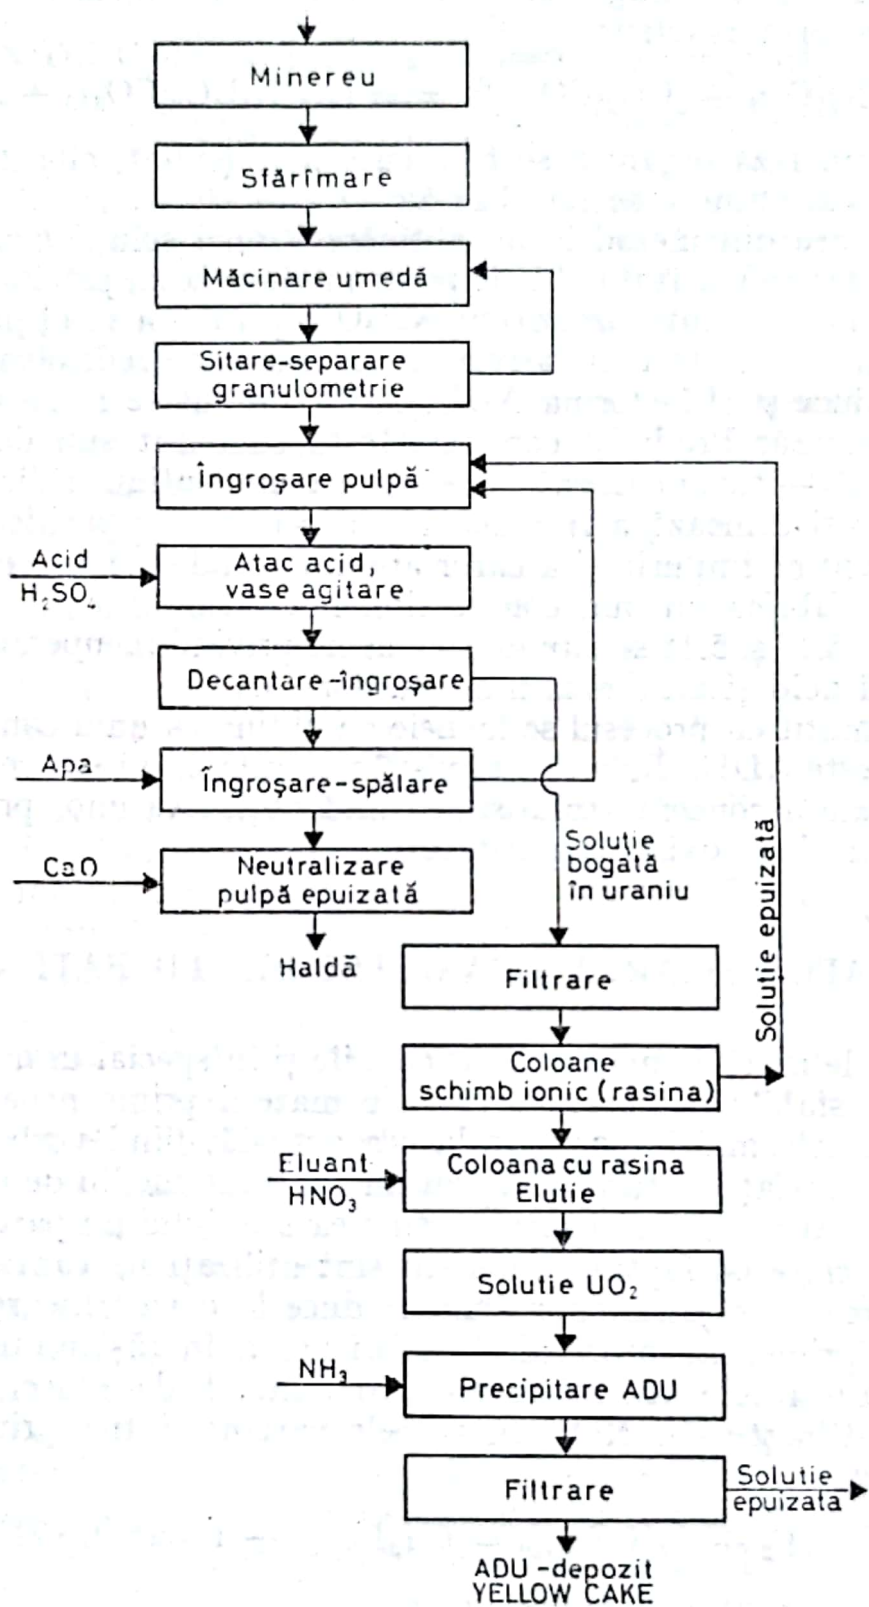 Minereu
Sfărîmare
Măcinare umedă
Sitare-separare
granulometrie
Îngroşare pulpă
Acid
H₂SO₄
Atac acid,
vase agitare
Decantare-îngroşare
Apa
Îngroşare-spălare
CaO
Neutralizare
pulpă epuizată
Haldă
Soluţie
bogată
în uraniu
Solutie epuizată
Filtrare
Coloane
schimb ionic (rasina)
Eluant
HNO₃
Coloana cu rasina
Elutie
Solutie UO₂
NH₃
Precipitare ADU
Filtrare
Solutie
epuizata
ADU-depozit
YELLOW CAKE